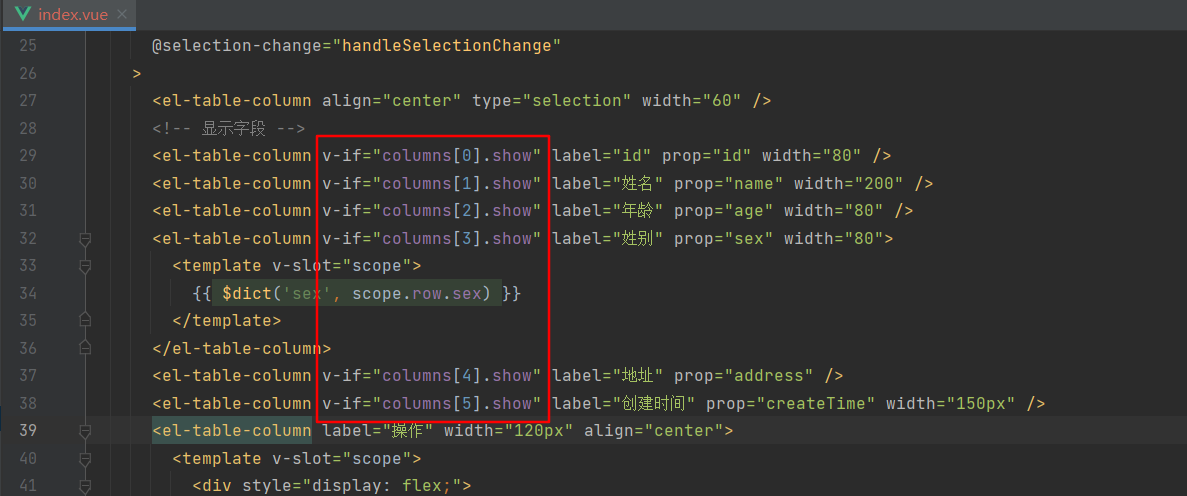 index.vue ×
25 @selection-change="handleSelectionChange"
26 >
27 <el-table-column align="center" type="selection" width="60" />
28 <!-- 显示字段 -->
29 <el-table-column v-if="columns[0].show" label="id" prop="id" width="80" />
30 <el-table-column v-if="columns[1].show" label="姓名" prop="name" width="200" />
31 <el-table-column v-if="columns[2].show" label="年龄" prop="age" width="80" />
32 <el-table-column v-if="columns[3].show" label="姓别" prop="sex" width="80">
33 <template v-slot="scope">
34 {{ $dict('sex', scope.row.sex) }}
35 </template>
36 </el-table-column>
37 <el-table-column v-if="columns[4].show" label="地址" prop="address" />
38 <el-table-column v-if="columns[5].show" label="创建时间" prop="createTime" width="150px" />
39 <el-table-column label="操作" width="120px" align="center">
40 <template v-slot="scope">
41 <div style="display: flex;">